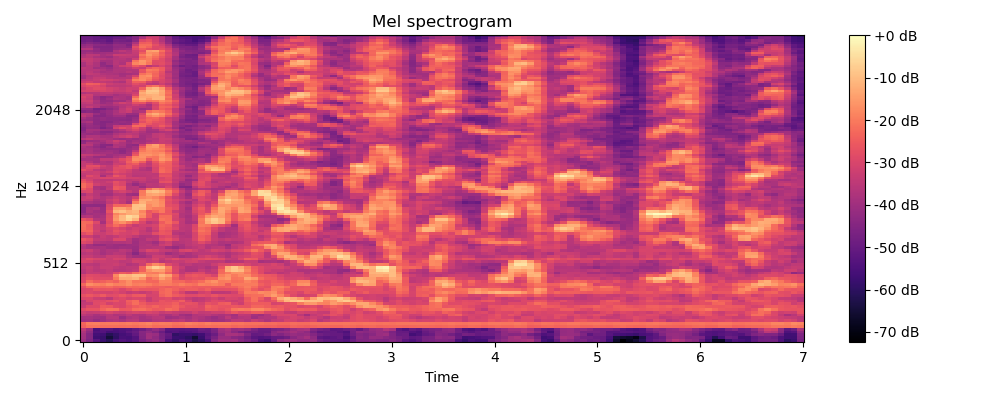 Mel spectrogram
Hz
2048
1024
512
0
0 1 2 3 4 5 6 7
Time
+0 dB
-10 dB
-20 dB
-30 dB
-40 dB
-50 dB
-60 dB
-70 dB